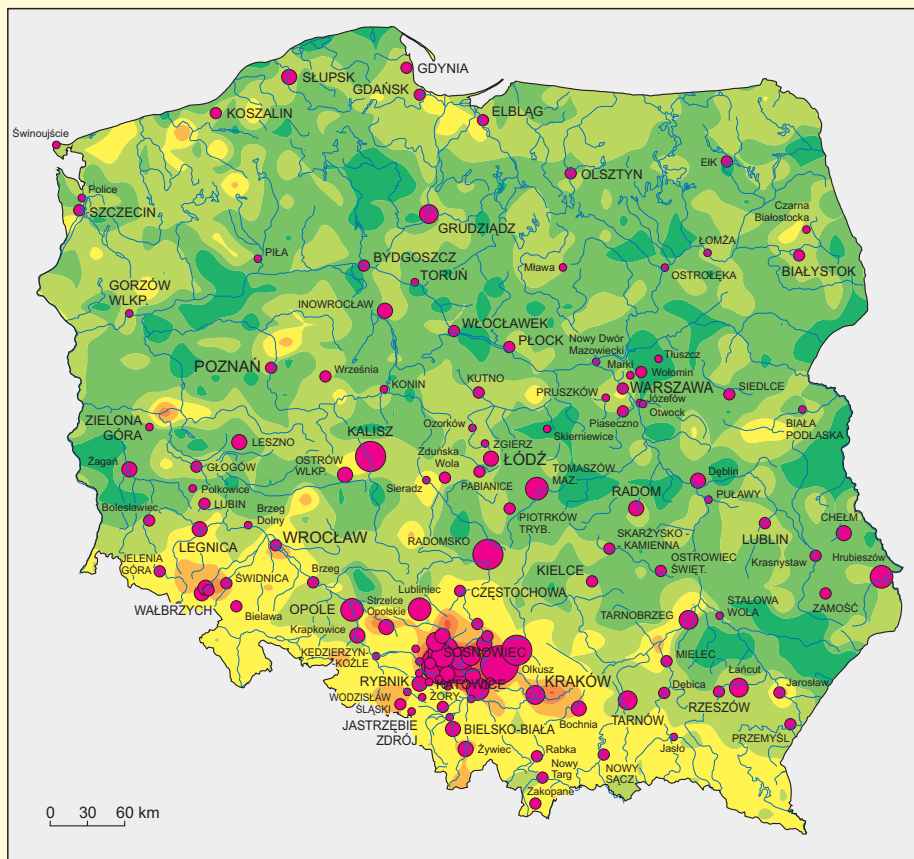 GDYNIA
SŁUPSK
GDAŃSK
KOSZALIN
ELBLĄG
Świnoujście
EŁK
OLSZTYN
Police
SZCZECIN
Czarna
Białostocka
GRUDZIĄDZ
ŁOMŻA
PIŁA
BYDGOSZCZ
Mława
OSTROŁĘKA
BIAŁYSTOK
TORUŃ
GORZÓW
WLKP.
INOWROCŁAW
WŁOCŁAWEK
PŁOCK
Nowy Dwór
Mazowiecki
Tłuszcz
Marki
Wołomin
POZNAŃ
Września
KONIN
KUTNO
PRUSZKÓW
WARSZAWA
SIEDLCE
Józefów
Otwock
Piaseczno
BIAŁA
PODLASKA
ZIELONA
GÓRA
LESZNO
KALISZ
Ozorków
Skierniewice
ZGIERZ
Zduńska
Wola
ŁÓDŹ
Żagań
GŁOGÓW
OSTRÓW
WLKP.
Sieradz
PABIANICE
TOMASZÓW
MAZ.
Dęblin
Polkowice
LUBIN
RADOM
PUŁAWY
Bolesławiec
Brzeg
Dolny
PIOTRKÓW
TRYB.
LEGNICA
WROCŁAW
RADOMSKO
SKARŻYSKO -
KAMIENNA
LUBLIN
CHEŁM
JELENIA
GÓRA
ŚWIDNICA
Brzeg
KIELCE
OSTROWIEC
ŚWIĘT.
Krasnystaw
Hrubieszów
WAŁBRZYCH
Bielawa
OPOLE
Strzelce
Opolskie
Lubliniec
CZĘSTOCHOWA
TARNOBRZEG
STALOWA
WOLA
ZAMOŚĆ
Krapkowice
KĘDZIERZYN-
KOŹLE
SOSNOWIEC
Olkusz
MIELEC
RYBNIK
KATOWICE
KRAKÓW
Łańcut
Jarosław
WODZISŁAW
ŚLĄSKI
ŻORY
Dębica
RZESZÓW
Bochnia
TARNÓW
JASTRZĘBIE
ZDRÓJ
BIELSKO-BIAŁA
PRZEMYŚL
Jasło
Żywiec
Rabka
Nowy
Targ
NOWY
SĄCZ
Zakopane
0 30 60 km